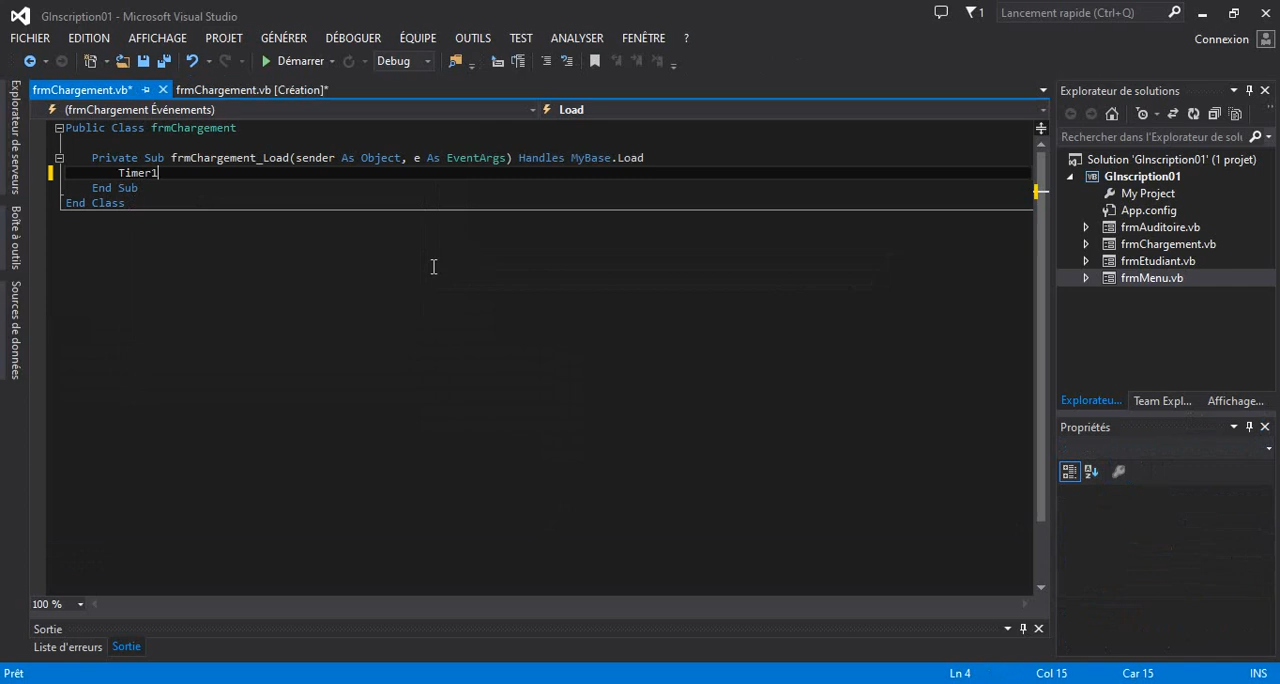 GInscription01 - Microsoft Visual Studio
1
Lancement rapide (Ctrl+Q)
FICHIER EDITION AFFICHAGE PROJET GÉNÉRER DÉBOGUER ÉQUIPE OUTILS TEST ANALYSER FENÊTRE ?
Connexion
Démarrer Debug
Explorateur de serveurs
Boîte à outils
Sources de données
frmChargement.vb* frmChargement.vb [Création]*
(frmChargement Événements) Load
Public Class frmChargement
Private Sub frmChargement_Load(sender As Object, e As EventArgs) Handles MyBase.Load
Timer1
End Sub
End Class
100 %
Sortie
Liste d'erreurs Sortie
Explorateur de solutions
Rechercher dans l'Explorateur de solu
Solution 'GInscription01' (1 projet)
VB GInscription01
My Project
App.config
frmAuditoire.vb
frmChargement.vb
frmEtudiant.vb
frmMenu.vb
Explorateu... Team Expl... Affichage...
Propriétés
Prêt Ln 4 Col 15 Car 15 INS